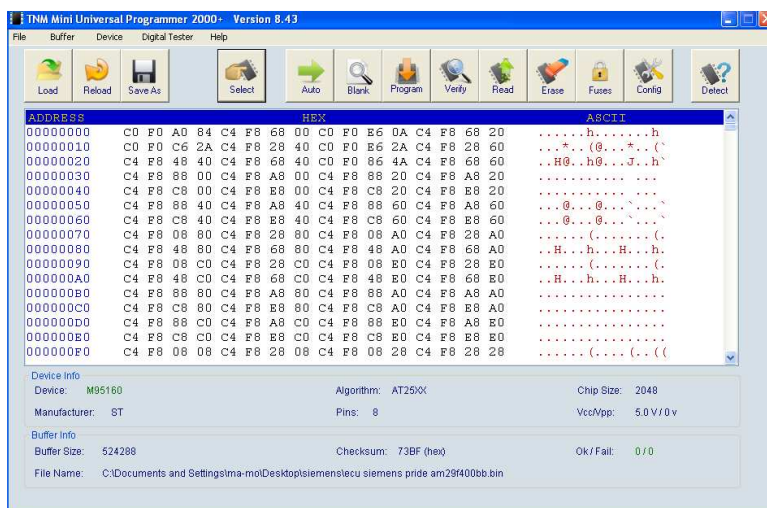 TNM Mini Universal Programmer 2000+ Version 8.43
File Buffer Device Digital Tester Help
Load Reload Save As Select Auto Blank Program Verify Read Erase Fuses Config Detect
ADDRESS HEX ASCII
00000000 C0 F0 A0 84 C4 F8 68 00 C0 F0 E6 0A C4 F8 68 20 ......h.......h
00000010 C0 F0 C6 2A C4 F8 28 40 C0 F0 E6 2A C4 F8 28 60 ...*..(@...*..(`
00000020 C4 F8 48 40 C4 F8 68 40 C0 F0 86 4A C4 F8 68 60 ..H@..h@...J..h`
00000030 C4 F8 88 00 C4 F8 A8 00 C4 F8 88 20 C4 F8 A8 20 ........... ...
00000040 C4 F8 C8 00 C4 F8 E8 00 C4 F8 C8 20 C4 F8 E8 20 ........... ...
00000050 C4 F8 88 40 C4 F8 A8 40 C4 F8 88 60 C4 F8 A8 60 ...@...@...`...`
00000060 C4 F8 C8 40 C4 F8 E8 40 C4 F8 C8 60 C4 F8 E8 60 ...@...@...`...`
00000070 C4 F8 08 80 C4 F8 28 80 C4 F8 08 A0 C4 F8 28 A0 ......(.......(.
00000080 C4 F8 48 80 C4 F8 68 80 C4 F8 48 A0 C4 F8 68 A0 ..H...h...H...h.
00000090 C4 F8 08 C0 C4 F8 28 C0 C4 F8 08 E0 C4 F8 28 E0 ......(.......(.
000000A0 C4 F8 48 C0 C4 F8 68 C0 C4 F8 48 E0 C4 F8 68 E0 ..H...h...H...h.
000000B0 C4 F8 88 80 C4 F8 A8 80 C4 F8 88 A0 C4 F8 A8 A0 ................
000000C0 C4 F8 C8 80 C4 F8 E8 80 C4 F8 C8 A0 C4 F8 E8 A0 ................
000000D0 C4 F8 88 C0 C4 F8 A8 C0 C4 F8 88 E0 C4 F8 A8 E0 ................
000000E0 C4 F8 C8 C0 C4 F8 E8 C0 C4 F8 C8 E0 C4 F8 E8 E0 ................
000000F0 C4 F8 08 08 C4 F8 28 08 C4 F8 08 28 C4 F8 28 28 ......(....(..((
Device Info
Device: M95160 Algorithm: AT25XX Chip Size: 2048
Manufacturer: ST Pins: 8 Vcc/Vpp: 5.0 V / 0 v
Buffer Info
Buffer Size: 524288 Checksum: 73BF (hex) Ok / Fail: 0 / 0
File Name: C:\Documents and Settings\ma-mo\Desktop\siemens\ecu siemens pride am29f400bb.bin